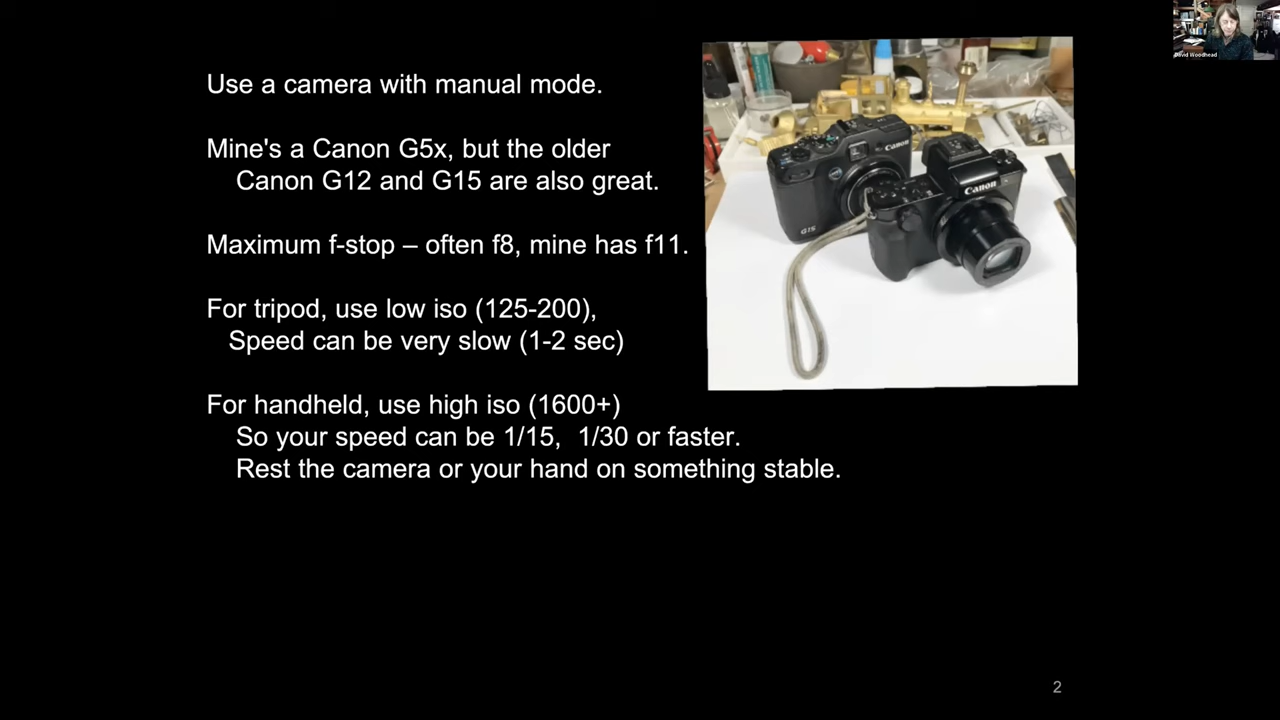 David Woodhead
Use a camera with manual mode.
Mine's a Canon G5x, but the older
Canon G12 and G15 are also great.
Maximum f-stop – often f8, mine has f11.
For tripod, use low iso (125-200),
Speed can be very slow (1-2 sec)
For handheld, use high iso (1600+)
So your speed can be 1/15,  1/30 or faster.
Rest the camera or your hand on something stable.
Canon
G15
Canon
2